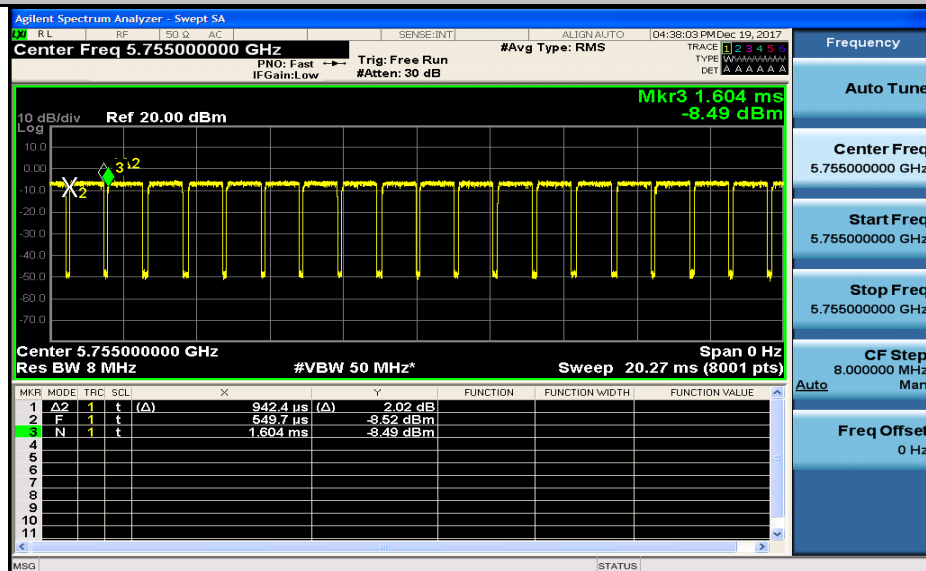 Agilent Spectrum Analyzer - Swept SA
LXI RL RF 50 Ω AC SENSE:INT ALIGN AUTO 04:38:03 PM Dec 19, 2017
Center Freq 5.755000000 GHz
PNO: Fast
IFGain:Low
Trig: Free Run
#Atten: 30 dB
#Avg Type: RMS
TRACE 1 2 3 4 5 6
TYPE WWWWWW
DET A A A A A A
Mkr3 1.604 ms
-8.49 dBm
10 dB/div Ref 20.00 dBm
Log
10.0
0.00
-10.0
-20.0
-30.0
-40.0
-50.0
-60.0
-70.0
X2
3
Center 5.755000000 GHz Span 0 Hz
Res BW 8 MHz #VBW 50 MHz* Sweep 20.27 ms (8001 pts)
MKR MODE TRC SCL X Y FUNCTION FUNCTION WIDTH FUNCTION VALUE
1 Δ2 1 t (Δ) 942.4 µs (Δ) 2.02 dB
2 F 1 t 549.7 µs -8.52 dBm
3 N 1 t 1.604 ms -8.49 dBm
4
5
6
7
8
9
10
11
MSG STATUS
Frequency
Auto Tune
Center Freq
5.755000000 GHz
Start Freq
5.755000000 GHz
Stop Freq
5.755000000 GHz
CF Step
8.000000 MHz
Auto Man
Freq Offset
0 Hz